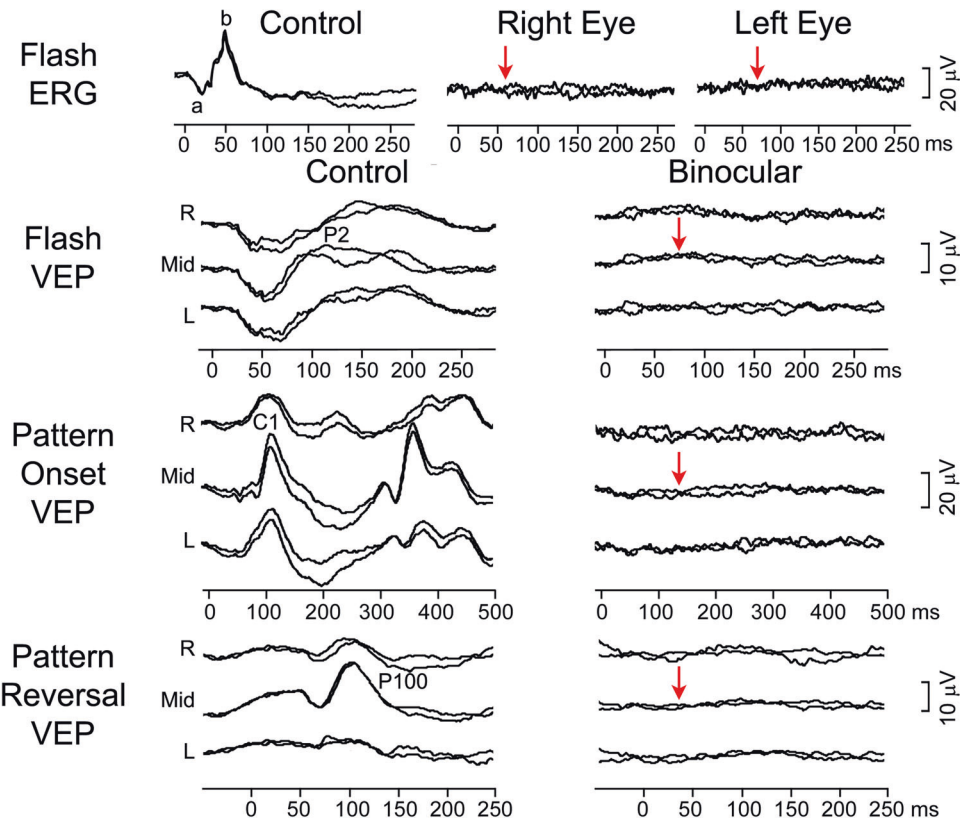 Control Right Eye Left Eye
Flash
ERG
b
a
20 µV
0 50 100 150 200 250 0 50 100 150 200 250 0 50 100 150 200 250 ms
Control Binocular
Flash
VEP
R
P2
Mid
L
10 µV
0 50 100 150 200 250 0 50 100 150 200 250 ms
Pattern
Onset
VEP
R
C1
Mid
L
20 µV
0 100 200 300 400 500 0 100 200 300 400 500 ms
Pattern
Reversal
VEP
R
P100
Mid
L
10 µV
0 50 100 150 200 250 0 50 100 150 200 250 ms